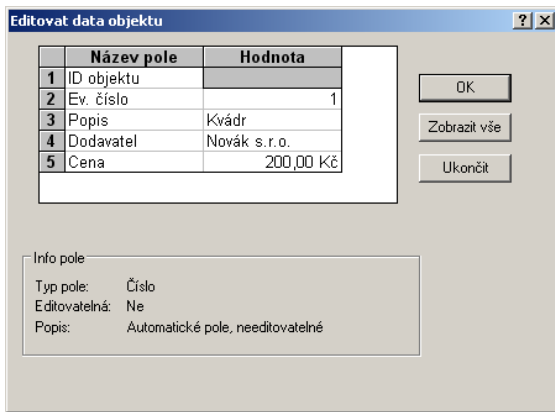 Editovat data objektu
Název pole Hodnota
1 ID objektu
2 Ev. číslo 1
3 Popis Kvádr
4 Dodavatel Novák s.r.o.
5 Cena 200,00 Kč
OK
Zobrazit vše
Ukončit
Info pole
Typ pole: Číslo
Editovatelná: Ne
Popis: Automatické pole, needitovatelné